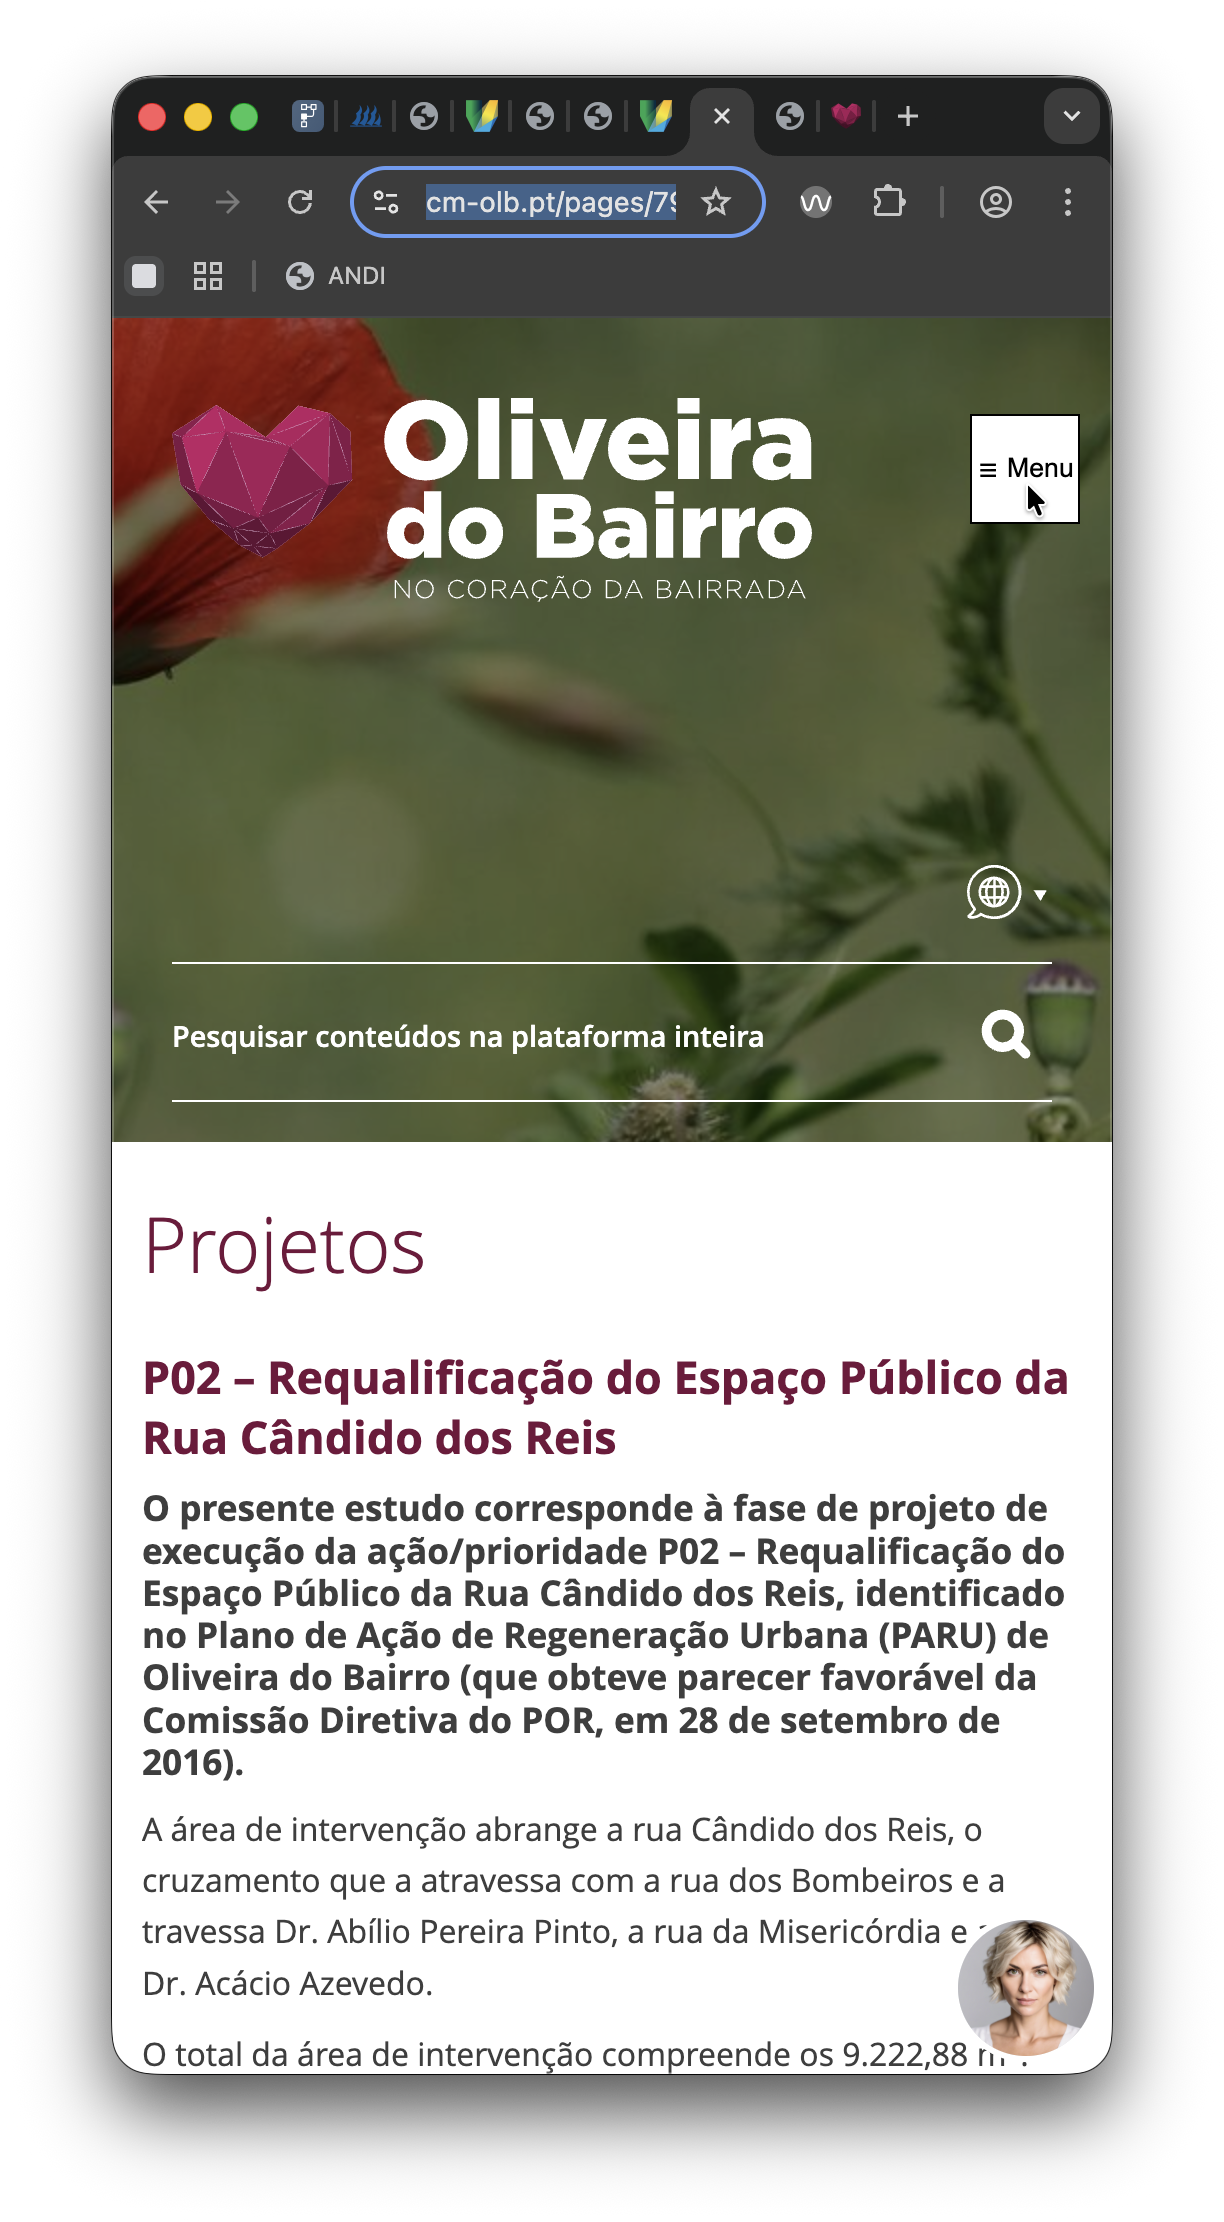 cm-olb.pt/pages/79
ANDI
Oliveira
do Bairro
NO CORAÇÃO DA BAIRRADA
≡ Menu
Pesquisar conteúdos na plataforma inteira
Projetos
P02 – Requalificação do Espaço Público da
Rua Cândido dos Reis
O presente estudo corresponde à fase de projeto de
execução da ação/prioridade P02 – Requalificação do
Espaço Público da Rua Cândido dos Reis, identificado
no Plano de Ação de Regeneração Urbana (PARU) de
Oliveira do Bairro (que obteve parecer favorável da
Comissão Diretiva do POR, em 28 de setembro de
2016).
A área de intervenção abrange a rua Cândido dos Reis, o
cruzamento que a atravessa com a rua dos Bombeiros e a
travessa Dr. Abílio Pereira Pinto, a rua da Misericórdia e
Dr. Acácio Azevedo.
O total da área de intervenção compreende os 9.222,88